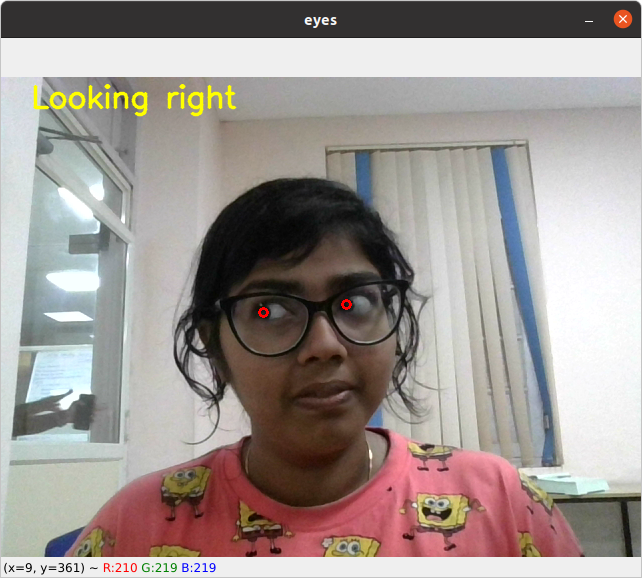 eyes
Looking right
(x=9, y=361) ~ R:210 G:219 B:219